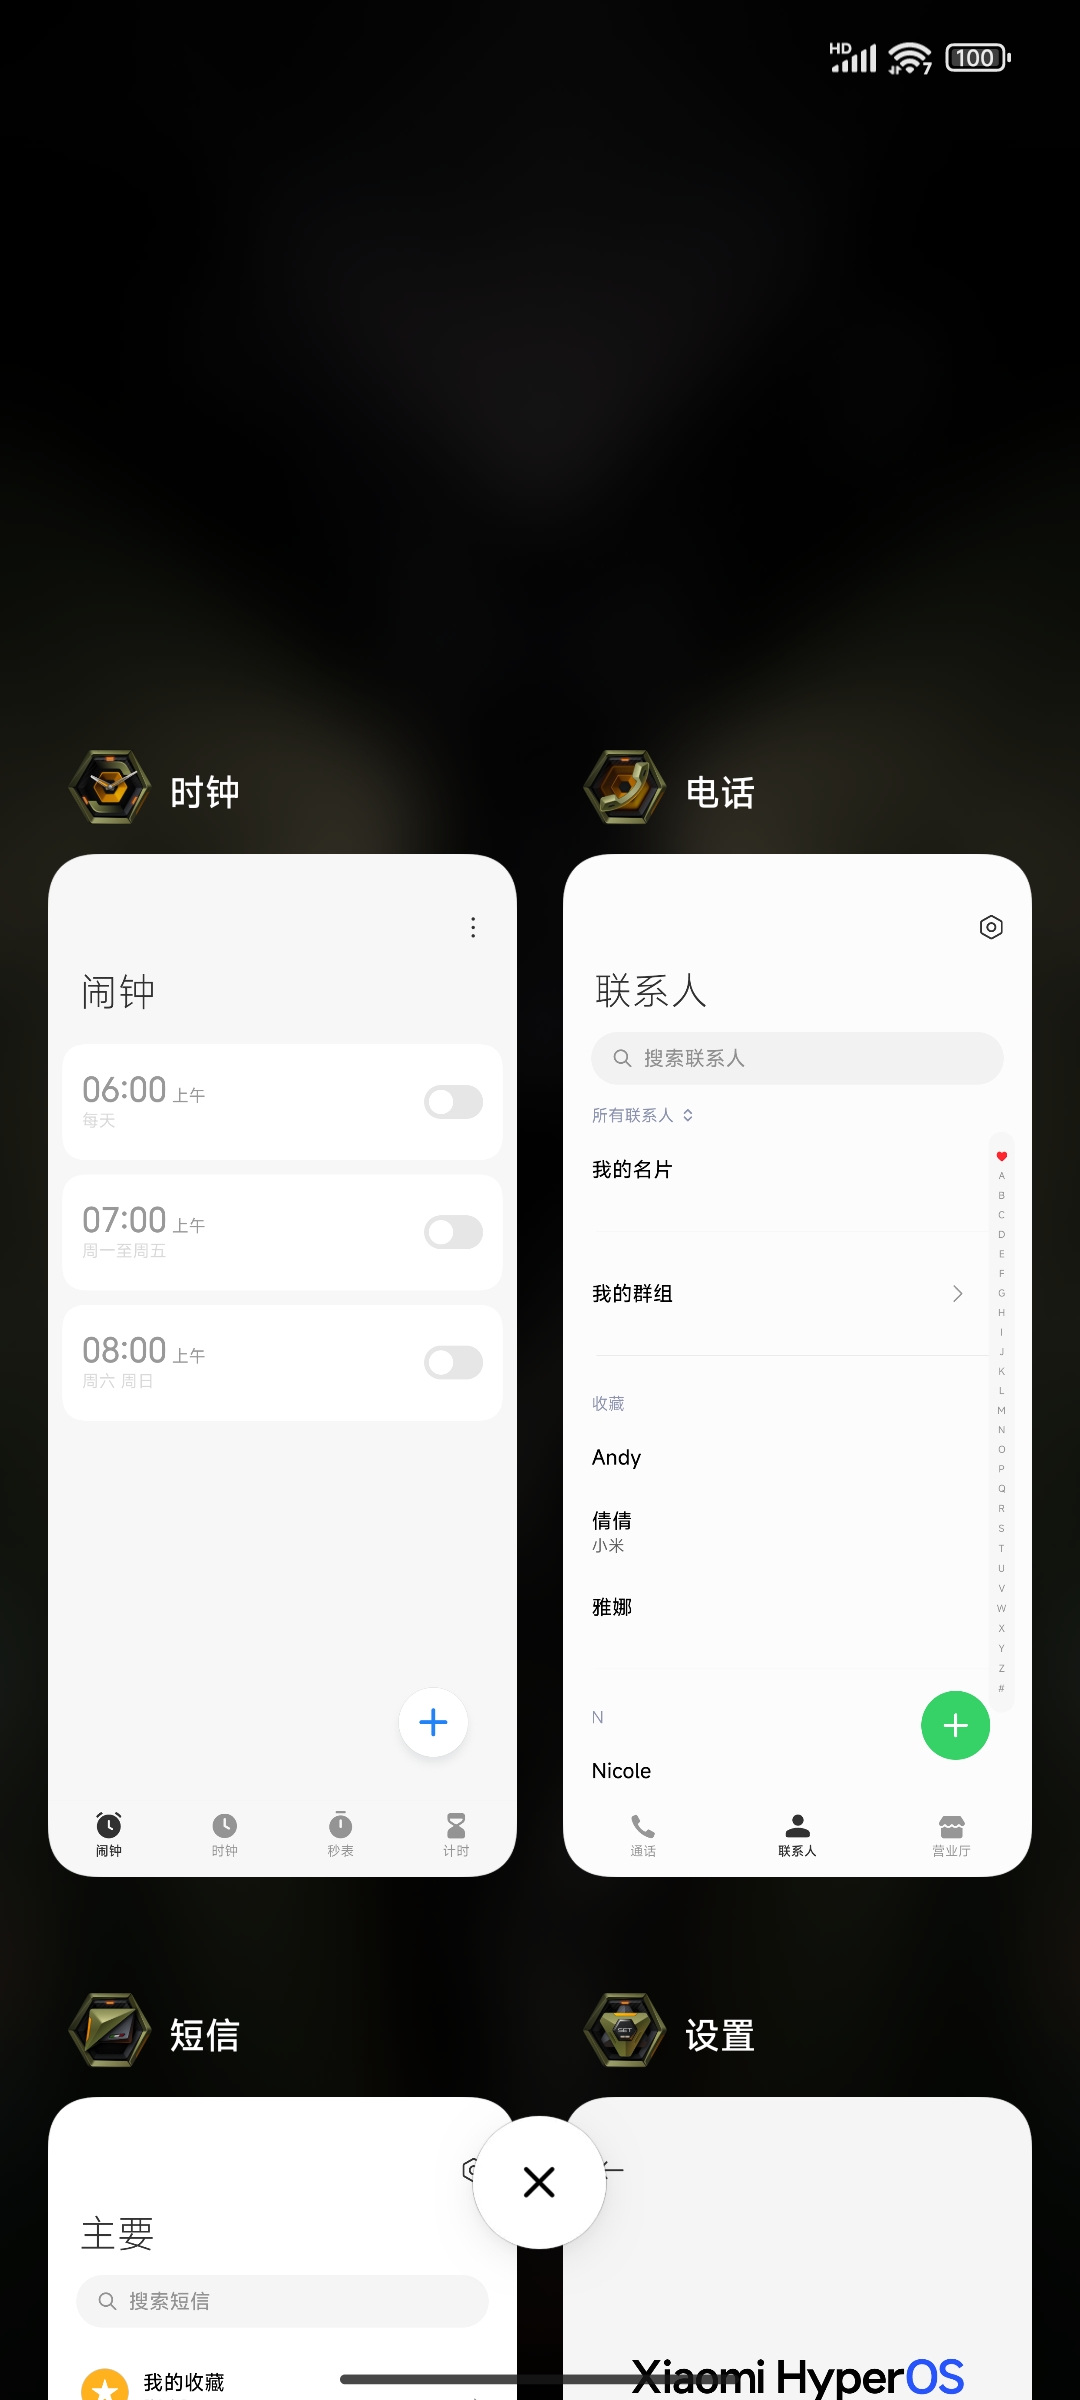 HD 7 100
时钟
闹钟
06:00 上午
每天
07:00 上午
周一至周五
08:00 上午
周六 周日
闹钟 时钟 秒表 计时
电话
联系人
搜索联系人
所有联系人
我的名片
我的群组
收藏
Andy
倩倩
小米
雅娜
N
Nicole
A
B
C
D
E
F
G
H
I
J
K
L
M
N
O
P
Q
R
S
T
U
V
W
X
Y
Z
#
通话 联系人 营业厅
短信
主要
搜索短信
我的收藏
SET
设置
Xiaomi HyperOS